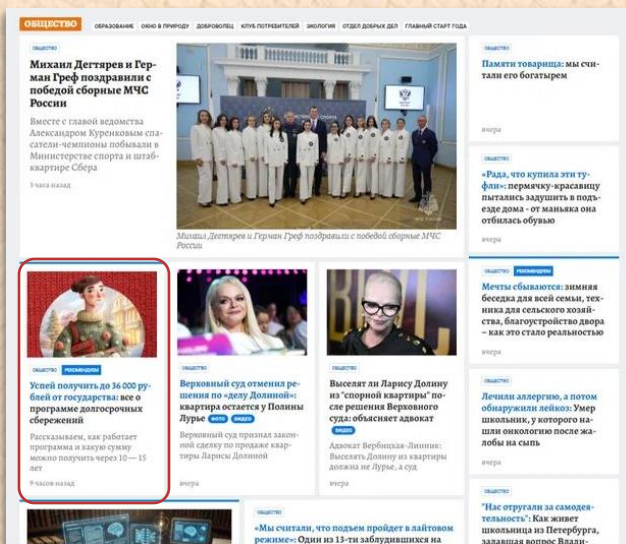 ОБЩЕСТВО
ОБРАЗОВАНИЕ ОКНО В ПРИРОДУ ДОБРОВОЛЕЦ КЛУБ ПОТРЕБИТЕЛЕЙ ЭКОЛОГИЯ ОТДЕЛ ДОБРЫХ ДЕЛ ГЛАВНЫЙ СТАРТ ГОДА
ОБЩЕСТВО
Михаил Дегтярев и Гер-
ман Греф поздравили с
победой сборные МЧС
России
Вместе с главой ведомства
Александром Куренковым спа-
сатели-чемпионы побывали в
Министерстве спорта и штаб-
квартире Сбера
3 часа назад
Михаил Дегтярев и Герман Греф поздравили с победой сборные МЧС
России
ОБЩЕСТВО
Памяти товарища: мы счи-
тали его богатырем
вчера
ОБЩЕСТВО
«Рада, что купила эти ту-
фли»: пермячку-красавицу
пытались задушить в подъ-
езде дома - от маньяка она
отбилась обувью
вчера
ОБЩЕСТВО РЕКОМЕНДУЕМ
Мечты сбываются: зимняя
беседка для всей семьи, тех-
ника для сельского хозяй-
ства, благоустройство двора
– как это стало реальностью
вчера
ОБЩЕСТВО
Лечили аллергию, а потом
обнаружили лейкоз: Умер
школьник, у которого на-
шли онкологию после жа-
лобы на сыпь
вчера
ОБЩЕСТВО
"Нас отругали за самодея-
тельность": Как живет
школьница из Петербурга,
задавшая вопрос Влади-
ОБЩЕСТВО РЕКОМЕНДУЕМ
Успей получить до 36 000 ру-
блей от государства: все о
программе долгосрочных
сбережений
Рассказываем, как работает
программа и какую сумму
можно получить через 10—15
лет
9 часов назад
ОБЩЕСТВО
Верховный суд отменил ре-
шения по «делу Долиной»:
квартира остается у Полины
Лурье ФОТО ВИДЕО
Верховный суд признал закон-
ной сделку по продаже квар-
тиры Ларисы Долиной
вчера
ОБЩЕСТВО
Выселят ли Ларису Долину
из "спорной квартиры" по-
сле решения Верховного
суда: объясняет адвокат
ВИДЕО
Адвокат Вербицкая-Линник:
Выселять Долину из квартиры
должна не Лурье, а суд
вчера
ОБЩЕСТВО
«Мы считали, что подъем пройдет в лайтовом
режиме»: Один из 13-ти заблудившихся на